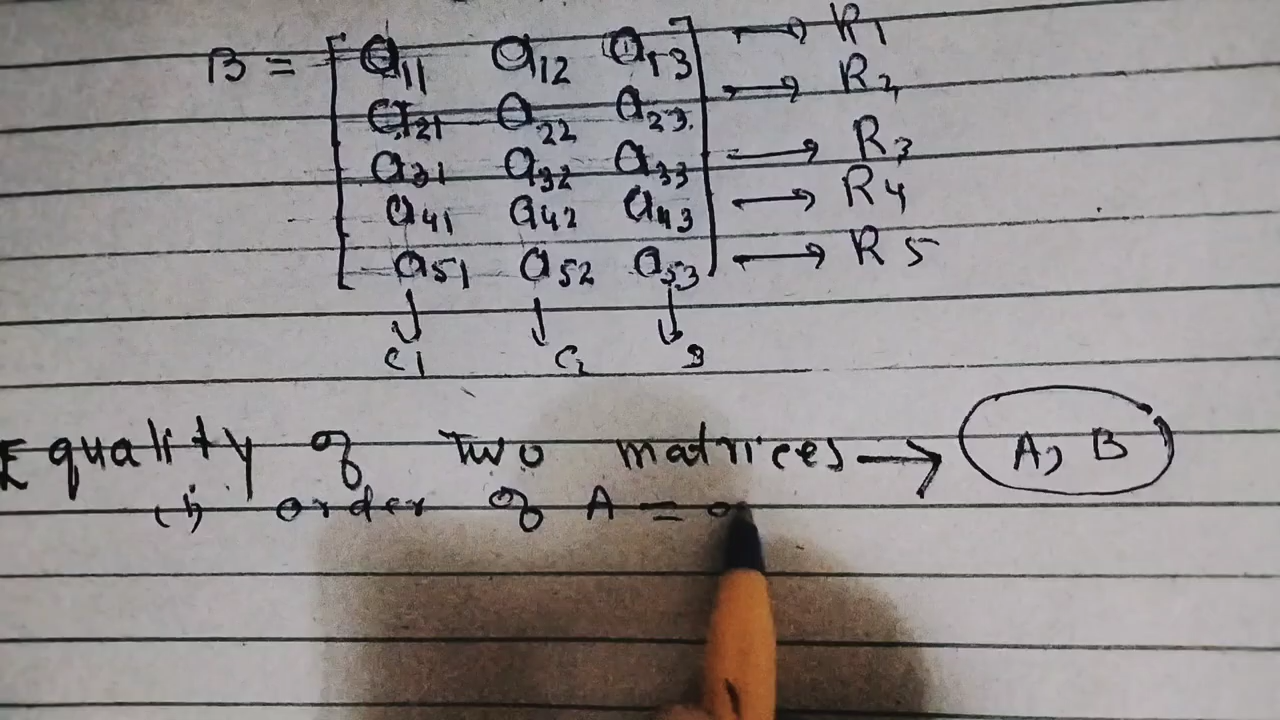 B = [ a11 a12 a13 ] → R1
a21 a22 a23 → R2
a31 a32 a33 → R3
a41 a42 a43 → R4
a51 a52 a53 → R5
↓ ↓ ↓
C1 C2 3
Equality of Two matrices → A, B
(i) order of A = o